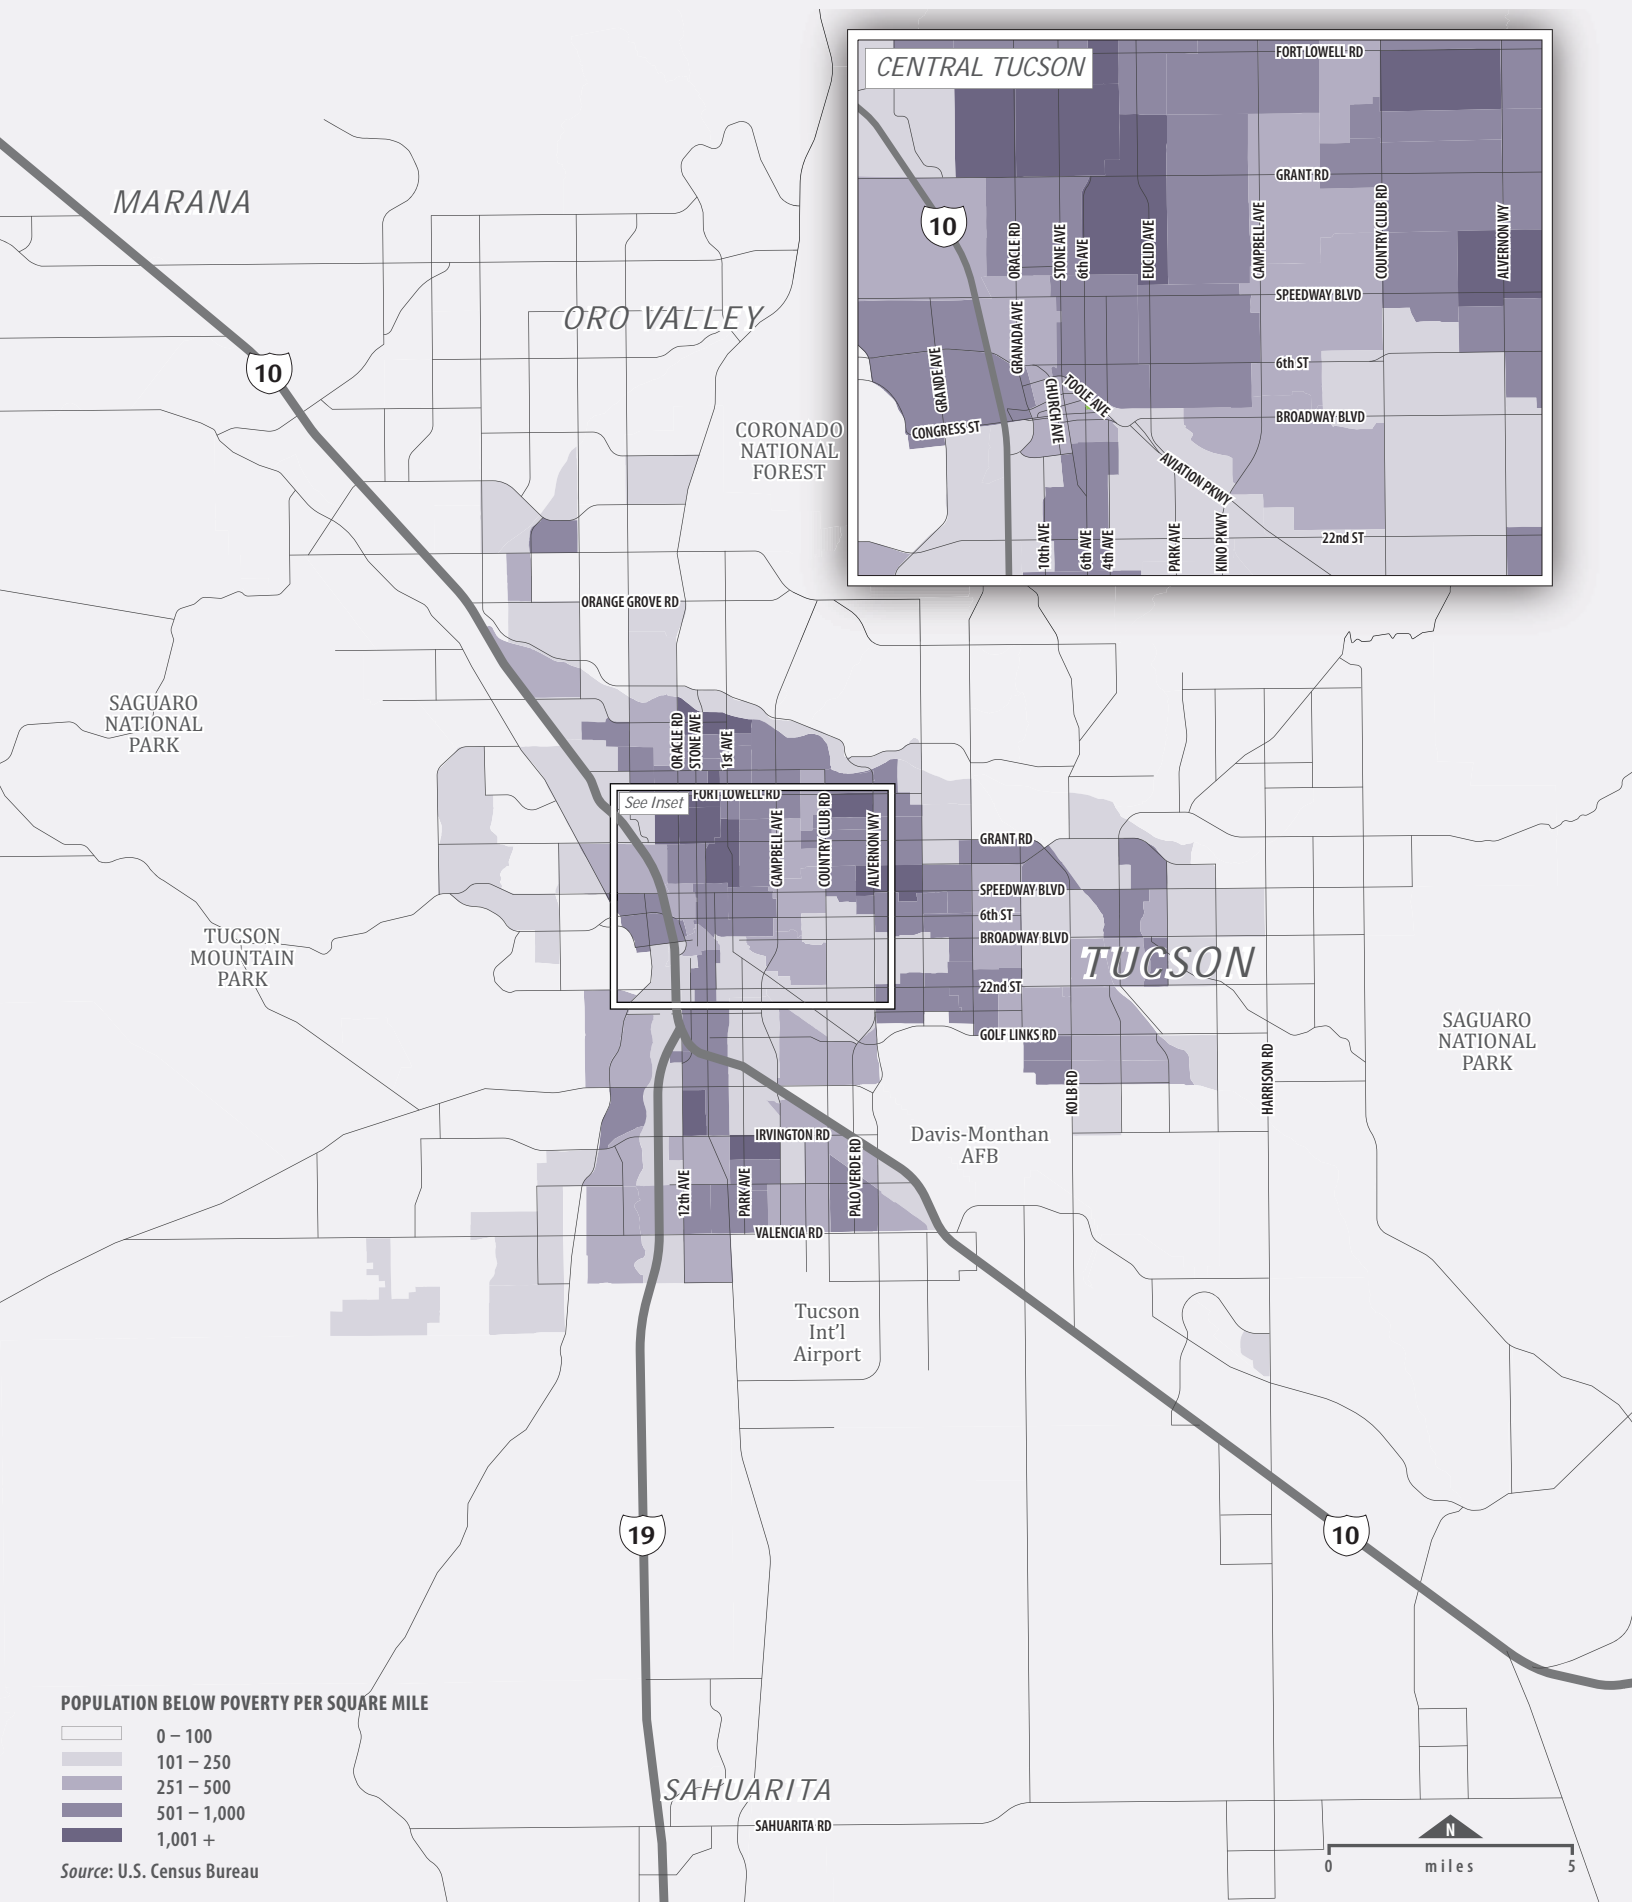 CENTRAL TUCSON
FORT LOWELL RD
GRANT RD
10
ORACLE RD
STONE AVE
6th AVE
EUCLID AVE
CAMPBELL AVE
COUNTRY CLUB RD
ALVERNON WY
SPEEDWAY BLVD
GRANADA AVE
GRANDE AVE
6th ST
CHURCH AVE
TOOLE AVE
BROADWAY BLVD
CONGRESS ST
AVIATION PKWY
10th AVE
6th AVE
4th AVE
PARK AVE
KINO PKWY
22nd ST
MARANA
ORO VALLEY
10
CORONADO
NATIONAL
FOREST
ORANGE GROVE RD
SAGUARO
NATIONAL
PARK
ORACLE RD
STONE AVE
1st AVE
See Inset
FORT LOWELL RD
CAMPBELL AVE
COUNTRY CLUB RD
ALVERNON WY
GRANT RD
SPEEDWAY BLVD
6th ST
BROADWAY BLVD
TUCSON
TUCSON
MOUNTAIN
PARK
22nd ST
GOLF LINKS RD
SAGUARO
NATIONAL
PARK
KOLB RD
HARRISON RD
IRVINGTON RD
Davis-Monthan
AFB
12th AVE
PARK AVE
PALO VERDE RD
VALENCIA RD
Tucson
Int'l
Airport
19
10
POPULATION BELOW POVERTY PER SQUARE MILE
0 – 100
101 – 250
251 – 500
501 – 1,000
1,001 +
Source: U.S. Census Bureau
SAHUARITA
SAHUARITA RD
N
0 miles 5